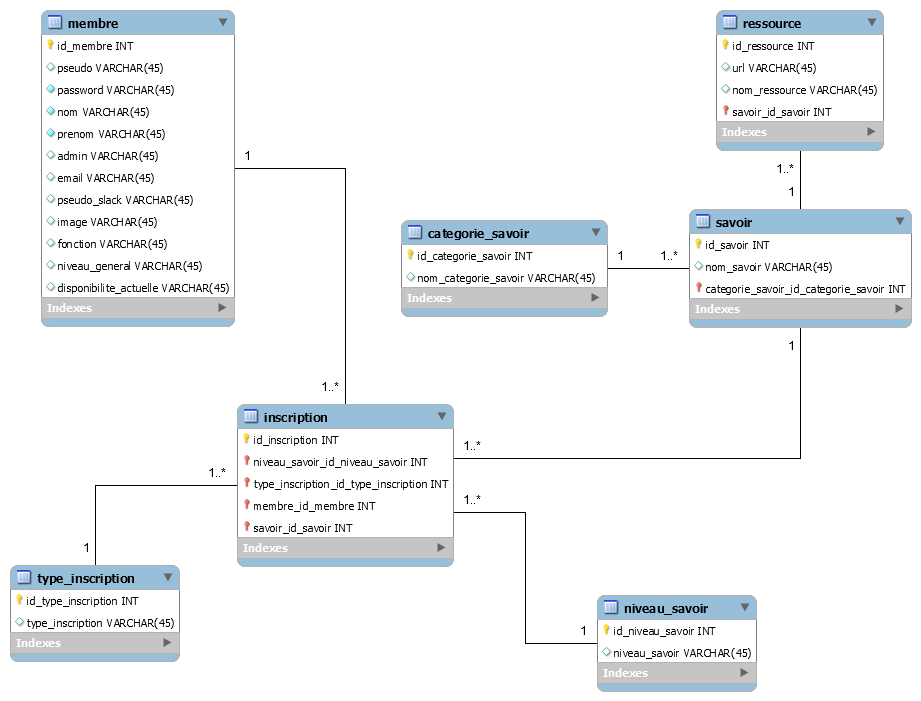 membre
id_membre INT
pseudo VARCHAR(45)
password VARCHAR(45)
nom VARCHAR(45)
prenom VARCHAR(45)
admin VARCHAR(45)
email VARCHAR(45)
pseudo_slack VARCHAR(45)
image VARCHAR(45)
fonction VARCHAR(45)
niveau_general VARCHAR(45)
disponibilite_actuelle VARCHAR(45)
Indexes
1
1..*
ressource
id_ressource INT
url VARCHAR(45)
nom_ressource VARCHAR(45)
savoir_id_savoir INT
Indexes
1..*
1
categorie_savoir
id_categorie_savoir INT
nom_categorie_savoir VARCHAR(45)
Indexes
1
1..*
savoir
id_savoir INT
nom_savoir VARCHAR(45)
categorie_savoir_id_categorie_savoir INT
Indexes
1
1..*
inscription
id_inscription INT
niveau_savoir_id_niveau_savoir INT
type_inscription_id_type_inscription INT
membre_id_membre INT
savoir_id_savoir INT
Indexes
1..*
1
1..*
1
type_inscription
id_type_inscription INT
type_inscription VARCHAR(45)
Indexes
niveau_savoir
id_niveau_savoir INT
niveau_savoir VARCHAR(45)
Indexes